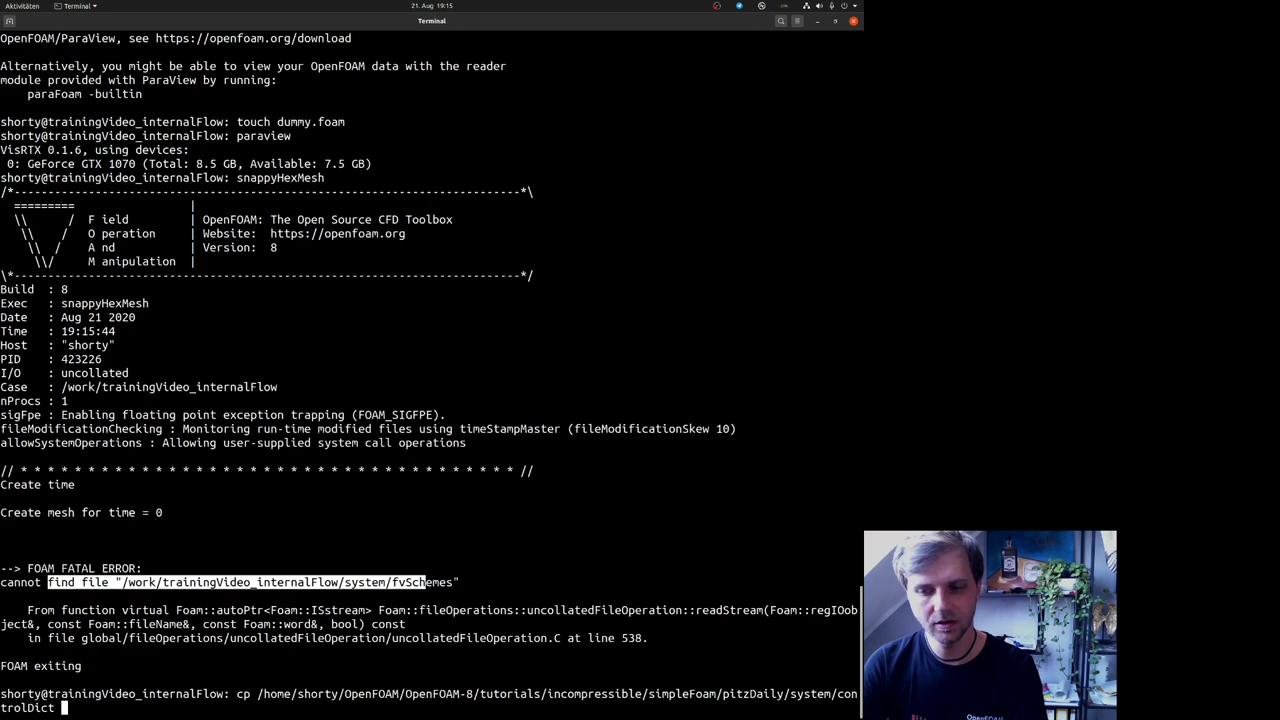 Aktivitäten
Terminal
21. Aug 19:15
Terminal
OpenFOAM/ParaView, see https://openfoam.org/download
Alternatively, you might be able to view your OpenFOAM data with the reader
module provided with ParaView by running:
paraFoam -builtin
shorty@trainingVideo_internalFlow: touch dummy.foam
shorty@trainingVideo_internalFlow: paraview
VisRTX 0.1.6, using devices:
0: GeForce GTX 1070 (Total: 8.5 GB, Available: 7.5 GB)
shorty@trainingVideo_internalFlow: snappyHexMesh
/*---------------------------------------------------------------------------*\
========= |
\\ / F ield | OpenFOAM: The Open Source CFD Toolbox
\\ / O peration | Website: https://openfoam.org
\\ / A nd | Version: 8
\\/ M anipulation |
\*---------------------------------------------------------------------------*/
Build : 8
Exec : snappyHexMesh
Date : Aug 21 2020
Time : 19:15:44
Host : "shorty"
PID : 423226
I/O : uncollated
Case : /work/trainingVideo_internalFlow
nProcs : 1
sigFpe : Enabling floating point exception trapping (FOAM_SIGFPE).
fileModificationChecking : Monitoring run-time modified files using timeStampMaster (fileModificationSkew 10)
allowSystemOperations : Allowing user-supplied system call operations
// * * * * * * * * * * * * * * * * * * * * * * * * * * * * * * * * * * * * * //
Create time
Create mesh for time = 0
--> FOAM FATAL ERROR:
cannot find file "/work/trainingVideo_internalFlow/system/fvSchemes"
From function virtual Foam::autoPtr<Foam::ISstream> Foam::fileOperations::uncollatedFileOperation::readStream(Foam::regIOob
ject&, const Foam::fileName&, const Foam::word&, bool) const
in file global/fileOperations/uncollatedFileOperation/uncollatedFileOperation.C at line 538.
FOAM exiting
shorty@trainingVideo_internalFlow: cp /home/shorty/OpenFOAM/OpenFOAM-8/tutorials/incompressible/simpleFoam/pitzDaily/system/con
trolDict
OpenFOAM